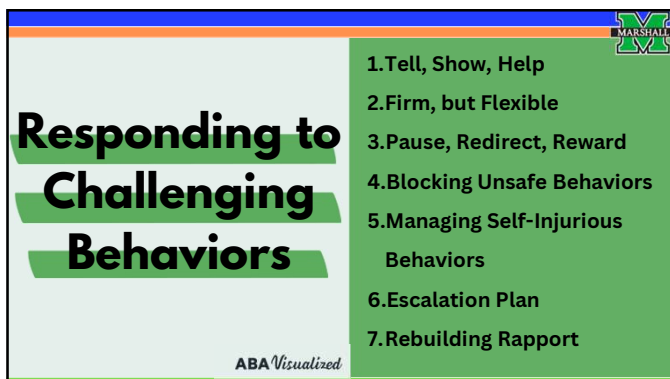 MARSHALL
Responding to
Challenging
Behaviors
1.Tell, Show, Help
2.Firm, but Flexible
3.Pause, Redirect, Reward
4.Blocking Unsafe Behaviors
5.Managing Self-Injurious
Behaviors
6.Escalation Plan
7.Rebuilding Rapport
ABA Visualized